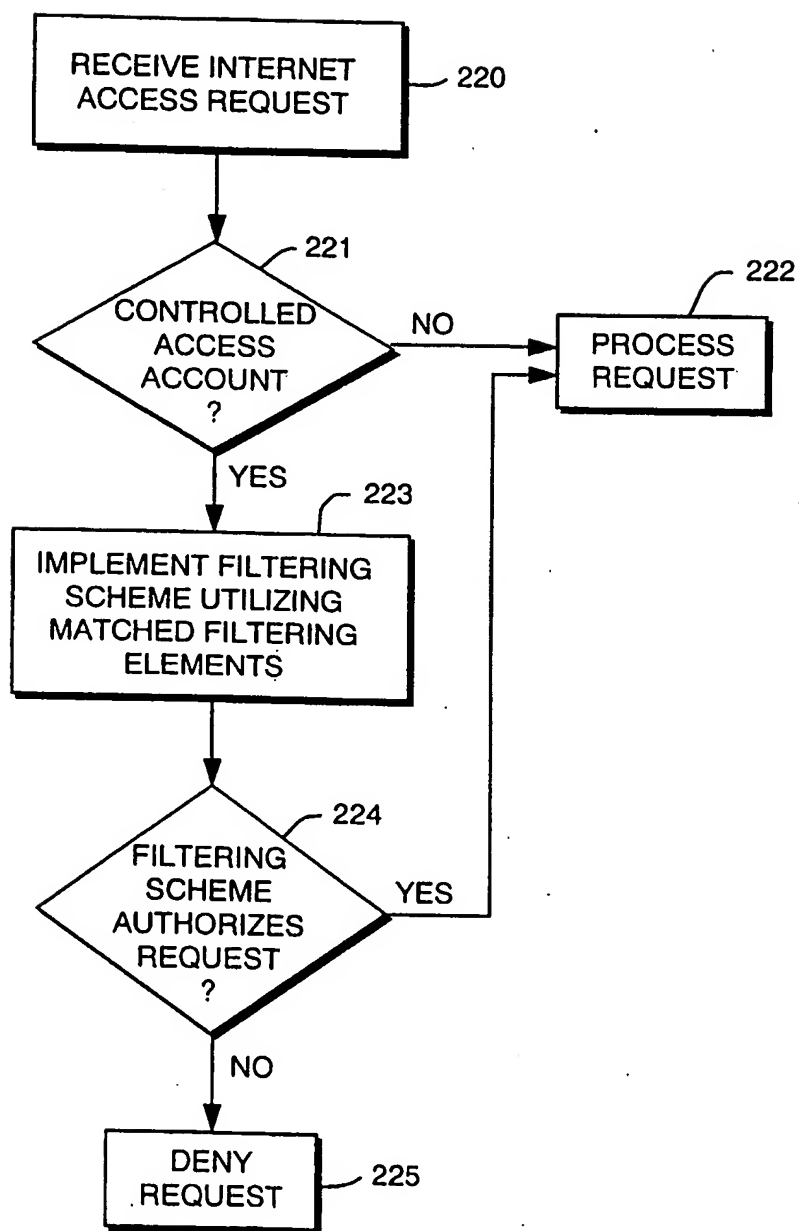 RECEIVE INTERNET
ACCESS REQUEST
220
221
CONTROLLED
ACCESS
ACCOUNT
?
NO
222
PROCESS
REQUEST
YES
223
IMPLEMENT FILTERING
SCHEME UTILIZING
MATCHED FILTERING
ELEMENTS
224
FILTERING
SCHEME
AUTHORIZES
REQUEST
?
YES
NO
DENY
REQUEST
225